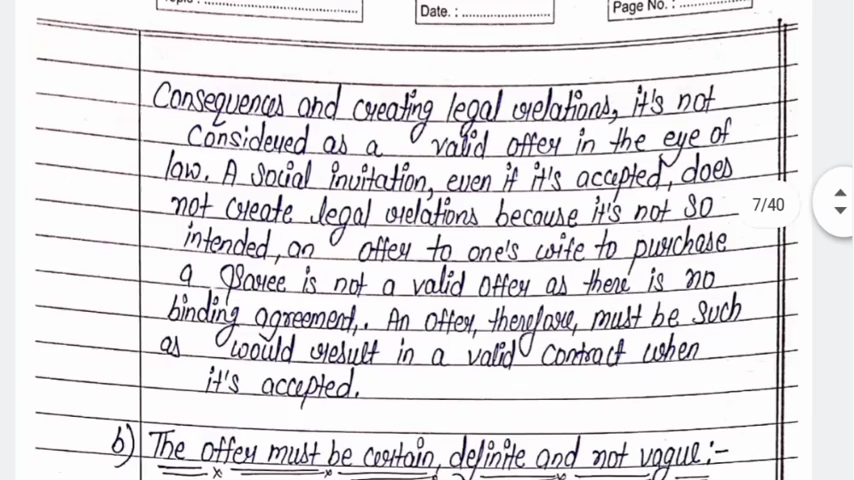 Date. :
Page No. :
Consequences and creating legal relations, it's not
considered as a valid offer in the eye of
law. A social invitation, even if it's accepted, does
not create legal relations because it's not so
intended, an offer to one's wife to purchase
a Saree is not a valid offer as there is no
binding agreement,. An offer, therefore, must be such
as would result in a valid contract when
it's accepted.
7/40
b) The offer must be certain, definite and not vague:-